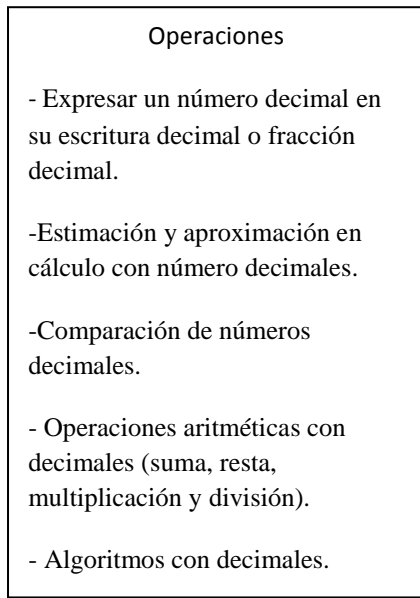 Operaciones
- Expresar un número decimal en
su escritura decimal o fracción
decimal.
-Estimación y aproximación en
cálculo con número decimales.
-Comparación de números
decimales.
- Operaciones aritméticas con
decimales (suma, resta,
multiplicación y división).
- Algoritmos con decimales.